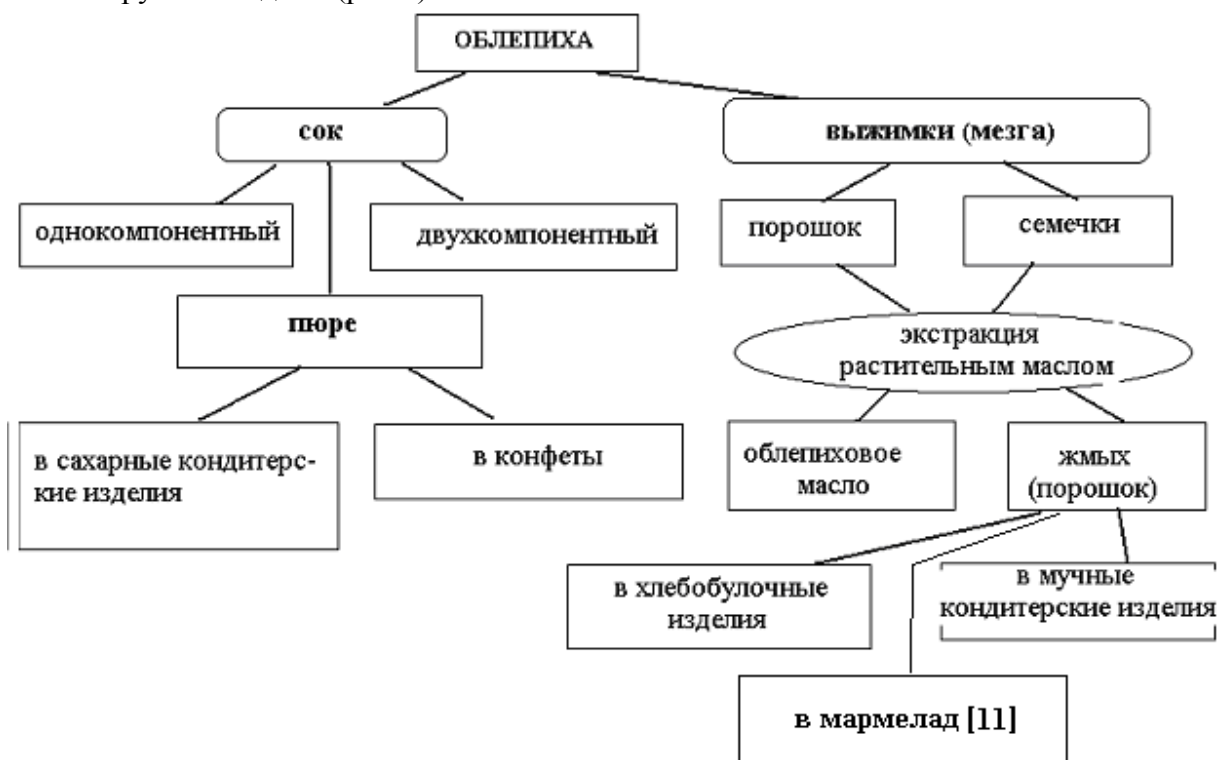 ОБЛЕПИХА
сок
выжимки (мезга)
однокомпонентный
двухкомпонентный
порошок
семечки
пюре
экстракция
растительным маслом
в сахарные кондитерс-
кие изделия
в конфеты
облепиховое
масло
жмых
(порошок)
в хлебобулочные
изделия
в мучные
кондитерские изделия
в мармелад [11]